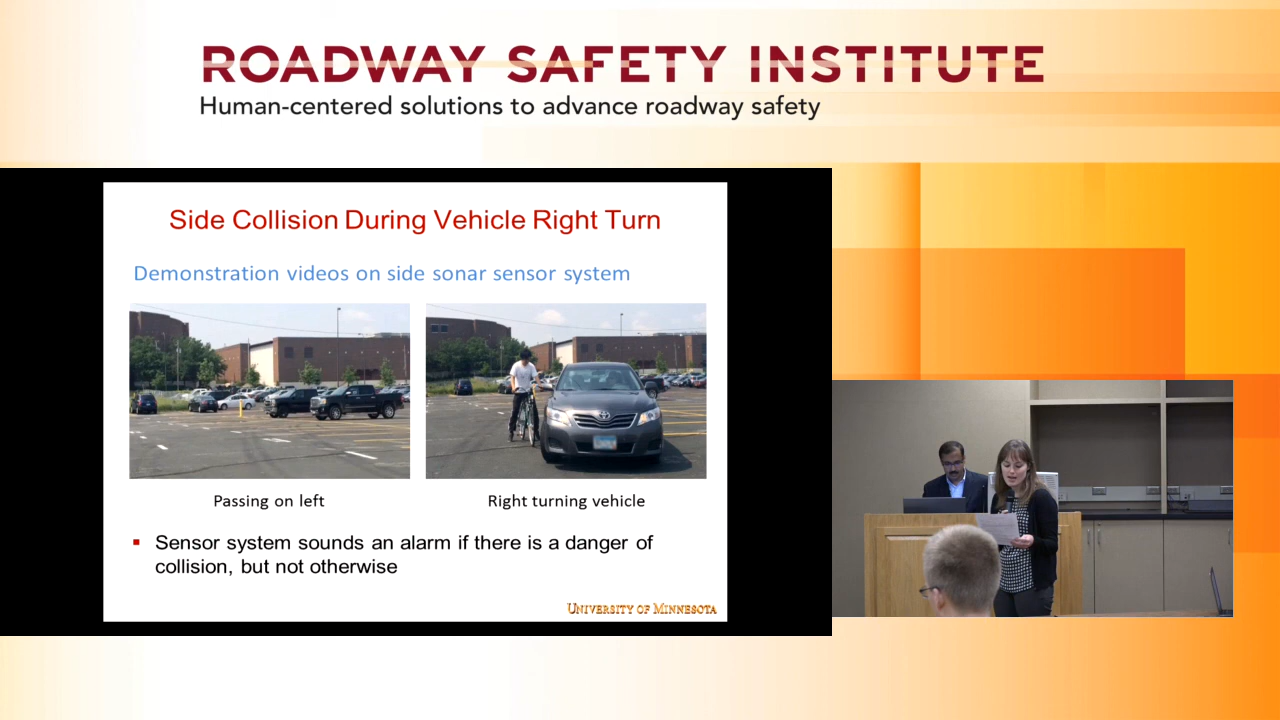 ROADWAY SAFETY INSTITUTE
Human-centered solutions to advance roadway safety
Side Collision During Vehicle Right Turn
Demonstration videos on side sonar sensor system
Passing on left
Right turning vehicle
Sensor system sounds an alarm if there is a danger of
collision, but not otherwise
UNIVERSITY OF MINNESOTA